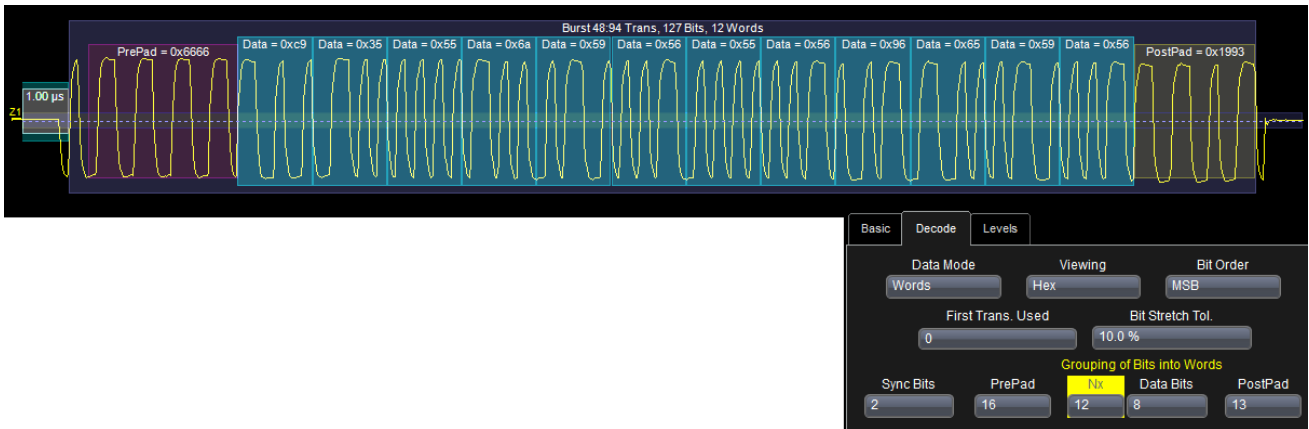 Burst 48:94 Trans, 127 Bits, 12 Words
PrePad = 0x6666 Data = 0xc9 Data = 0x35 Data = 0x55 Data = 0x6a Data = 0x59 Data = 0x56 Data = 0x55 Data = 0x56 Data = 0x96 Data = 0x65 Data = 0x59 Data = 0x56 PostPad = 0x1993
1.00 µs
Z1
Basic Decode Levels
Data Mode Viewing Bit Order
Words Hex MSB
First Trans. Used Bit Stretch Tol.
0 10.0 %
Grouping of Bits into Words
Sync Bits PrePad Nx Data Bits PostPad
2 16 12 8 13